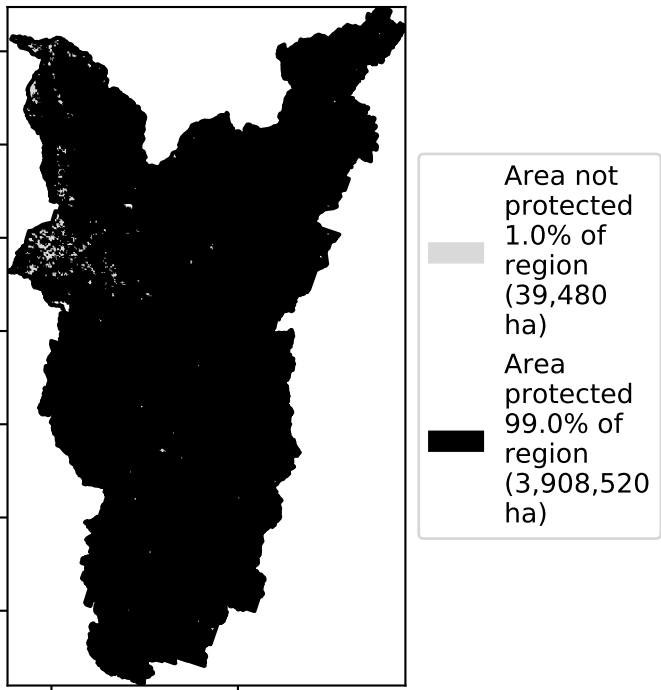 Area not
protected
1.0% of
region
(39,480
ha)
Area
protected
99.0% of
region
(3,908,520
ha)